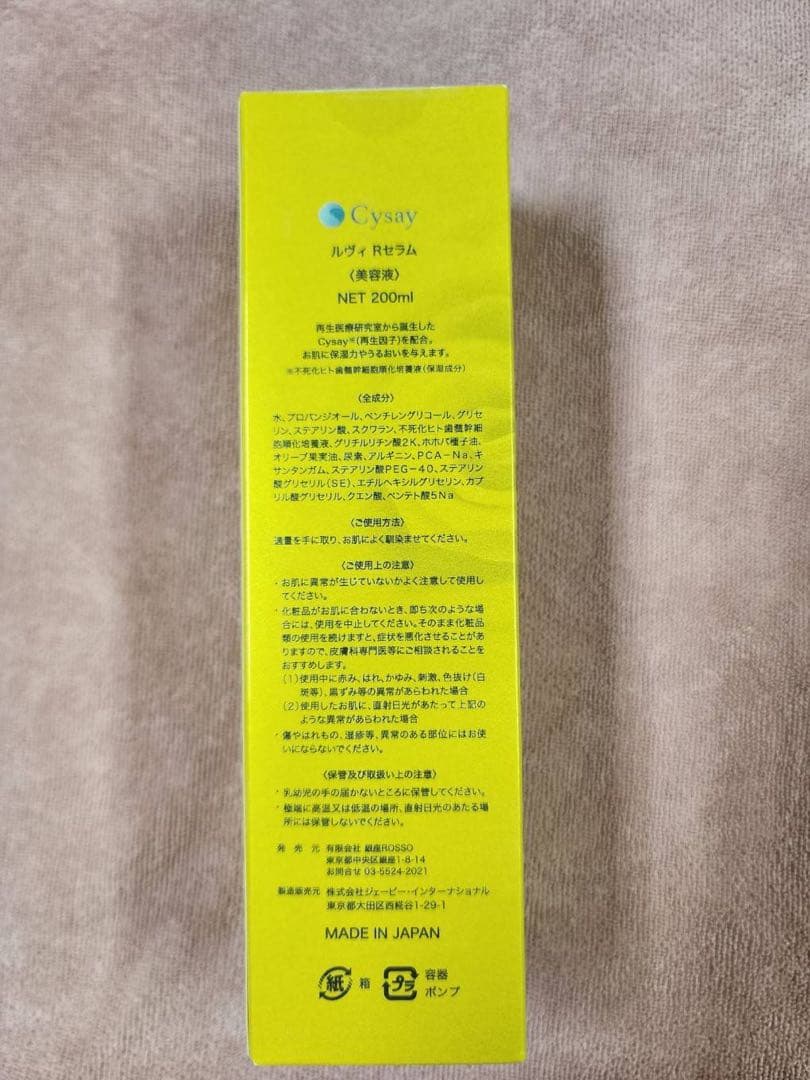 Cysay
ルヴィ Rセラム
〈美容液〉
NET 200ml
再生医療研究室から誕生した
Cysay※(再生因子)を配合。
お肌に保湿力やうるおいを与えます。
※不死化ヒト歯髄幹細胞順化培養液(保湿成分)
〈全成分〉
水、プロパンジオール、ペンチレングリコール、グリセ
リン、ステアリン酸、スクワラン、不死化ヒト歯髄幹細
胞順化培養液、グリチルリチン酸2K、ホホバ種子油、
オリーブ果実油、尿素、アルギニン、PCA-Na、キ
サンタンガム、ステアリン酸PEG-40、ステアリン
酸グリセリル(SE)、エチルヘキシルグリセリン、カプ
リル酸グリセリル、クエン酸、ペンテト酸5Na
〈ご使用方法〉
適量を手に取り、お肌によく馴染ませてください。
〈ご使用上の注意〉
・お肌に異常が生じていないかよく注意して使用し
てください。
・化粧品がお肌に合わないとき、即ち次のような場
合には、使用を中止してください。そのまま化粧品
類の使用を続けますと、症状を悪化させることがあ
りますので、皮膚科専門医等にご相談されることを
おすすめします。
(1)使用中に赤み、はれ、かゆみ、刺激、色抜け(白
斑等)、黒ずみ等の異常があらわれた場合
(2)使用したお肌に、直射日光があたって上記の
ような異常があらわれた場合
・傷やはれもの、湿疹等、異常のある部位にはお使
いにならないでください。
〈保管及び取扱い上の注意〉
・乳幼児の手の届かないところに保管してください。
・極端に高温又は低温の場所、直射日光のあたる場
所には保管しないでください。
発売元 有限会社 銀座ROSSO
東京都中央区銀座1-8-14
お問合せ 03-5524-2021
製造販売元 株式会社ジェービー・インターナショナル
東京都大田区西糀谷1-29-1
MADE IN JAPAN
紙 箱
プラ 容器
ポンプ